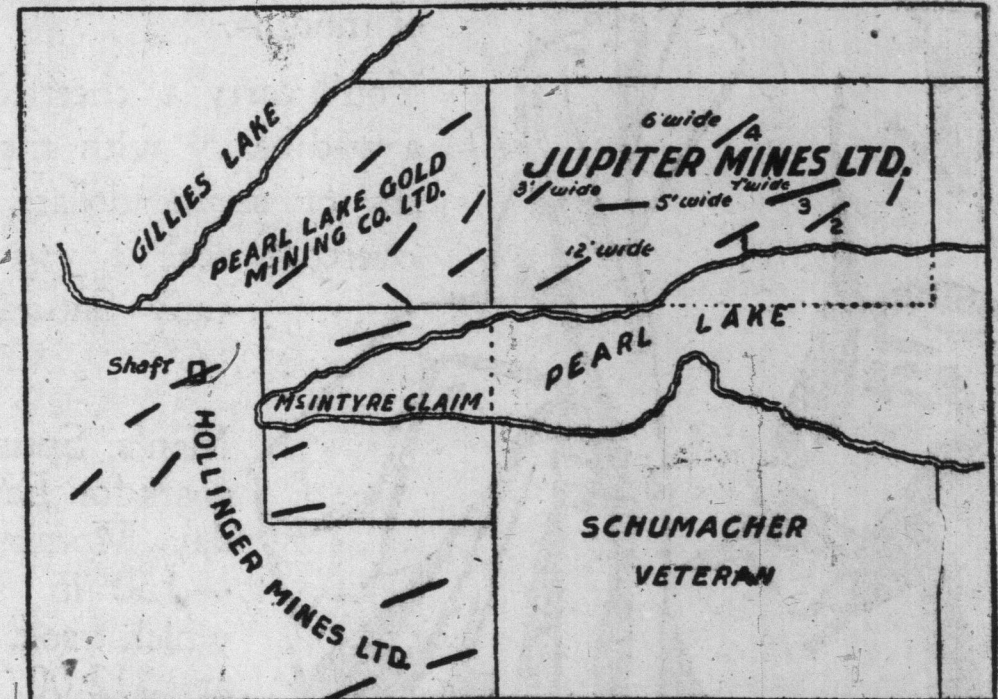 GILLIES LAKE
PEARL LAKE GOLD
MINING CO. LTD.
6' wide
4
JUPITER MINES LTD.
3' wide
5' wide
wide
3
2
12' wide
PEARL LAKE
Shaft
McINTYRE CLAIM
HOLLINGER MINES LTD.
SCHUMACHER
VETERAN